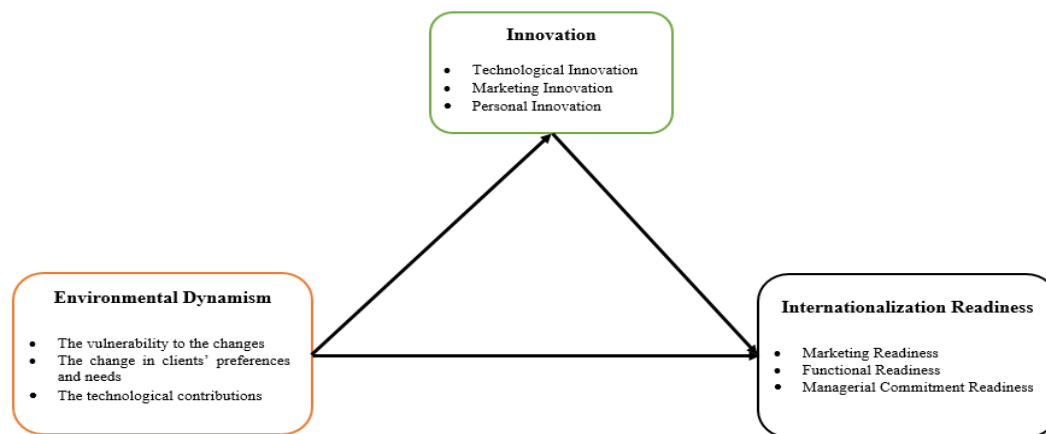 Innovation
• Technological Innovation
• Marketing Innovation
• Personal Innovation
Environmental Dynamism
• The vulnerability to the changes
• The change in clients’ preferences
and needs
• The technological contributions
Internationalization Readiness
• Marketing Readiness
• Functional Readiness
• Managerial Commitment Readiness